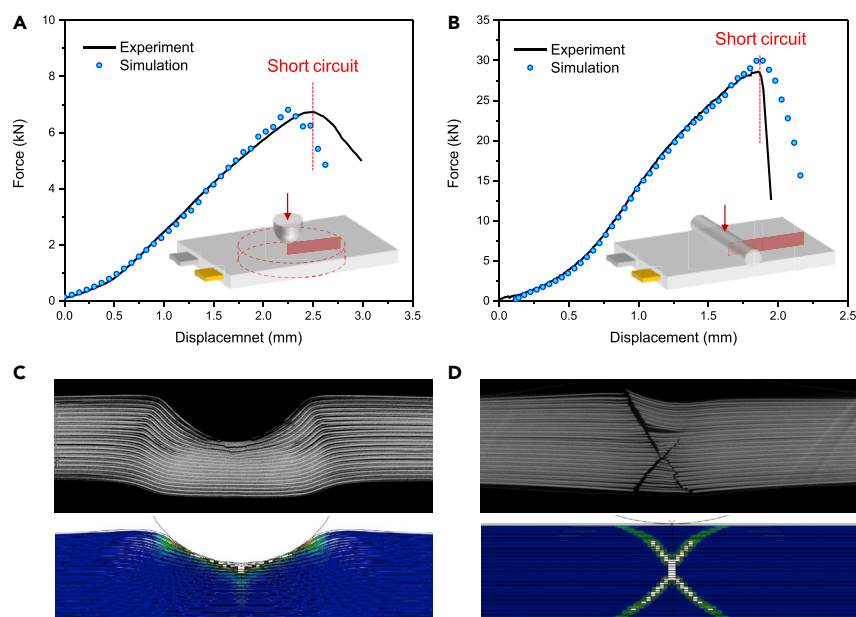 A
10
8
6
4
2
0
Force (kN)
Experiment
Simulation
Short circuit
0.0 0.5 1.0 1.5 2.0 2.5 3.0 3.5
Displacemnet (mm)
B
35
30
25
20
15
10
5
0
Force (kN)
Experiment
Simulation
Short circuit
0.0 0.5 1.0 1.5 2.0 2.5
Displacement (mm)
C
D